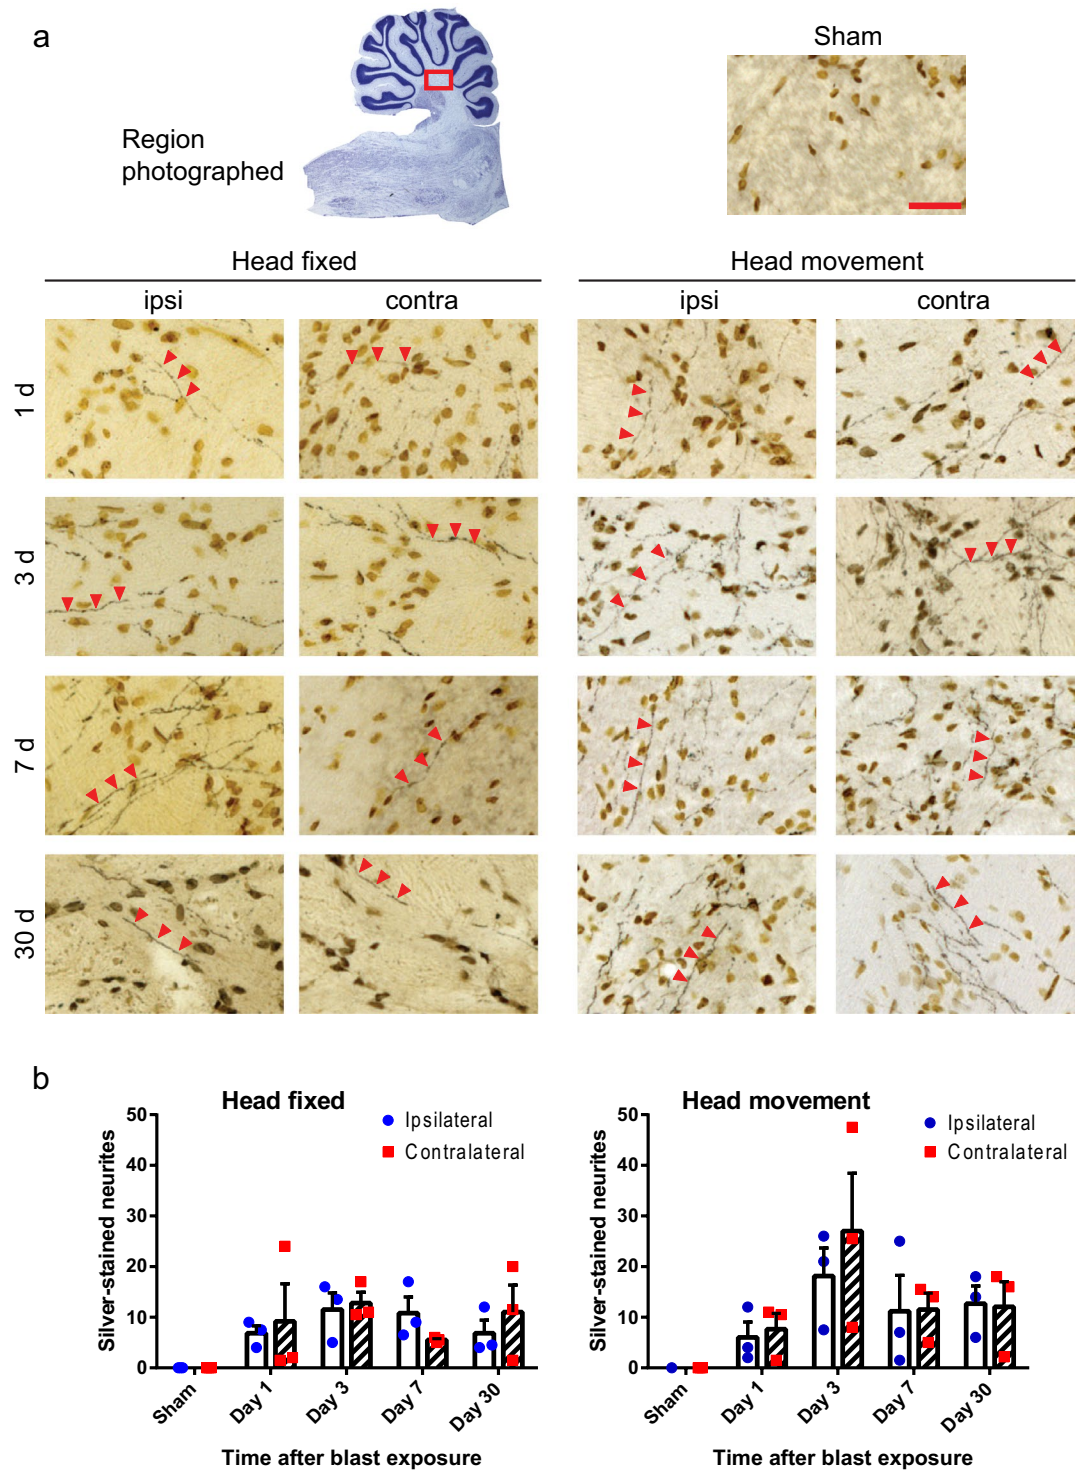 a
Sham
Region
photographed
Head fixed
Head movement
ipsi
contra
ipsi
contra
1 d
3 d
7 d
30 d
b
Head fixed
Ipsilateral
Contralateral
Silver-stained neurites
50
40
30
20
10
0
Sham
Day 1
Day 3
Day 7
Day 30
Time after blast exposure
Head movement
Ipsilateral
Contralateral
Silver-stained neurites
50
40
30
20
10
0
Sham
Day 1
Day 3
Day 7
Day 30
Time after blast exposure